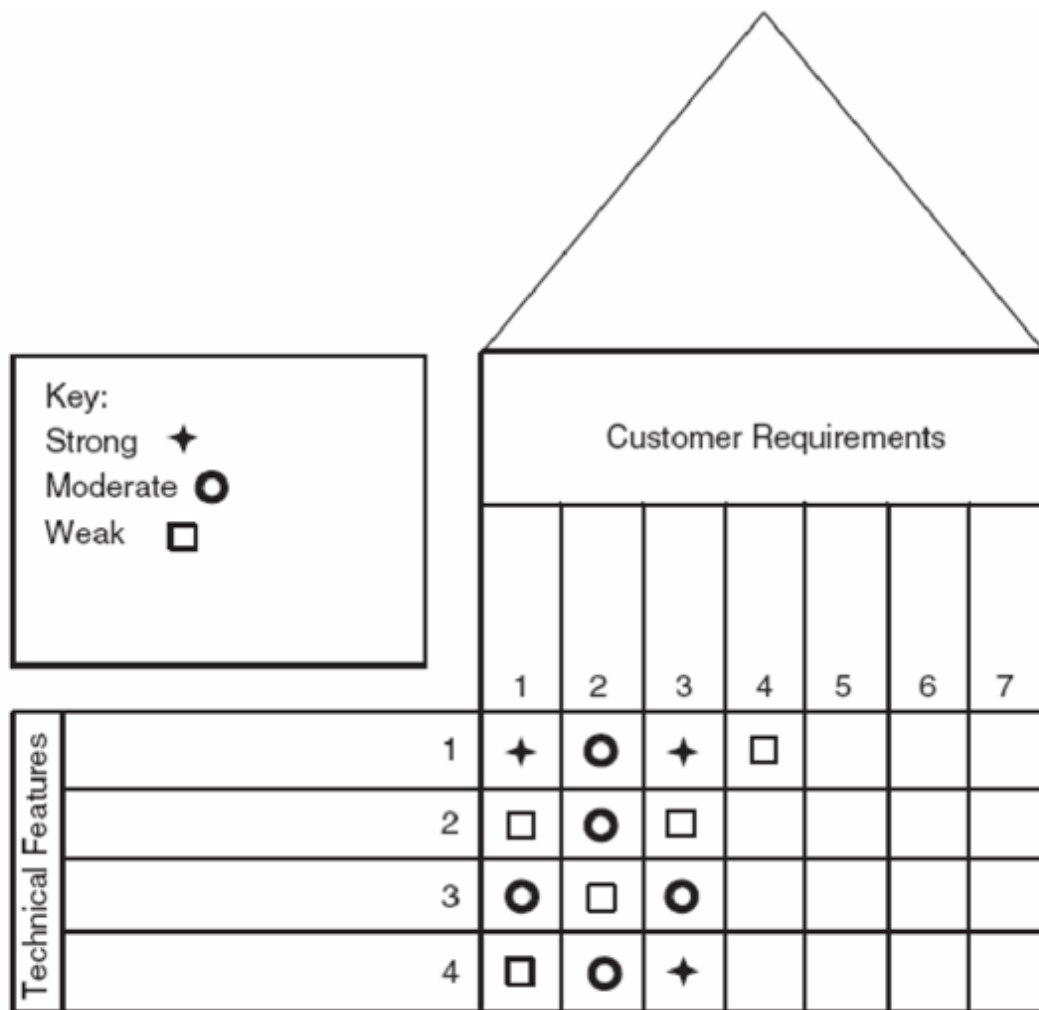 Key:
Strong
Moderate
Weak
Customer Requirements
1 2 3 4 5 6 7
Technical Features
1
2
3
4